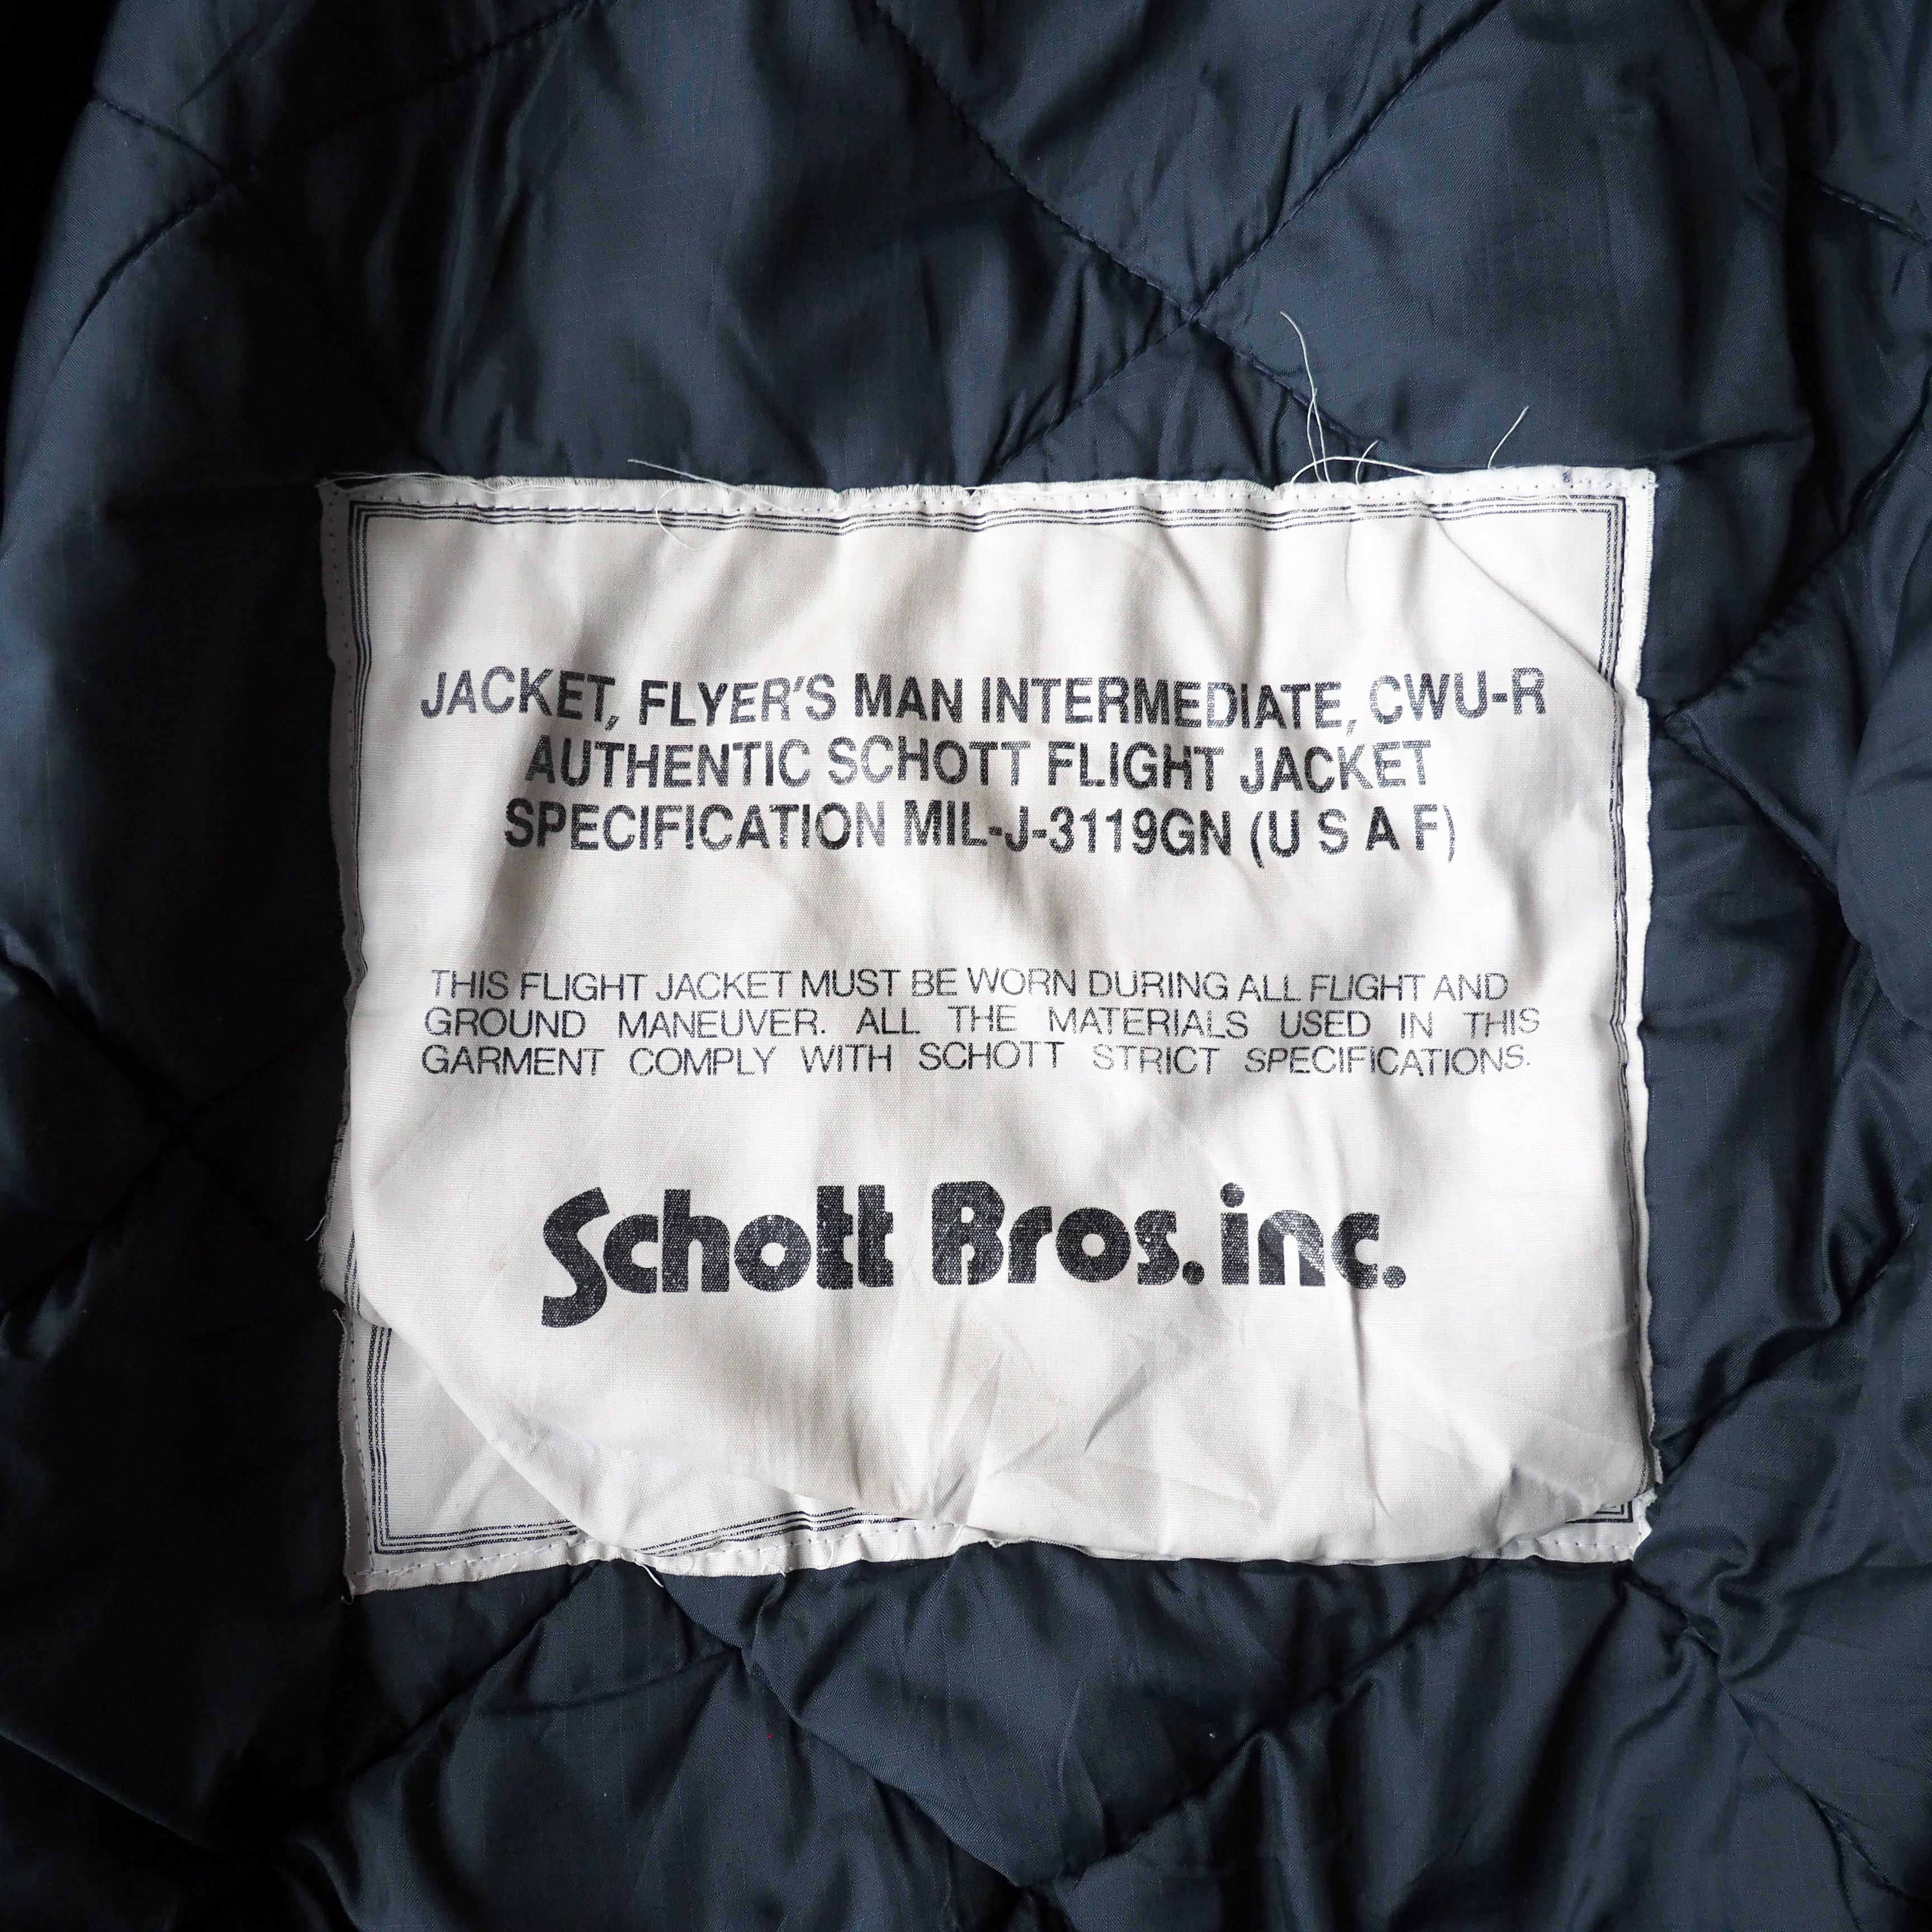 JACKET, FLYER'S MAN INTERMEDIATE, CWU-R
AUTHENTIC SCHOTT FLIGHT JACKET
SPECIFICATION MIL-J-3119GN (U S A F)
THIS FLIGHT JACKET MUST BE WORN DURING ALL FLIGHT AND
GROUND MANEUVER. ALL THE MATERIALS USED IN THIS
GARMENT COMPLY WITH SCHOTT STRICT SPECIFICATIONS.
Schott Bros. inc.